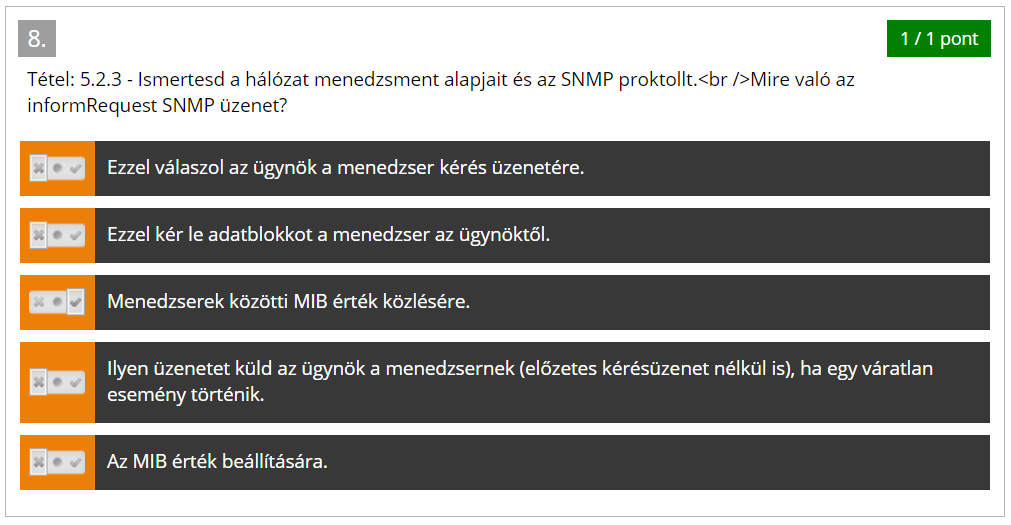 8.
1 / 1 pont
Tétel: 5.2.3 - Ismertesd a hálózat menedzsment alapjait és az SNMP proktollt.<br />Mire való az
informRequest SNMP üzenet?
Ezzel válaszol az ügynök a menedzser kérés üzenetére.
Ezzel kér le adatblokkot a menedzser az ügynöktől.
Menedzserek közötti MIB érték közlésére.
Ilyen üzenetet küld az ügynök a menedzsernek (előzetes kérésüzenet nélkül is), ha egy váratlan
esemény történik.
Az MIB érték beállítására.